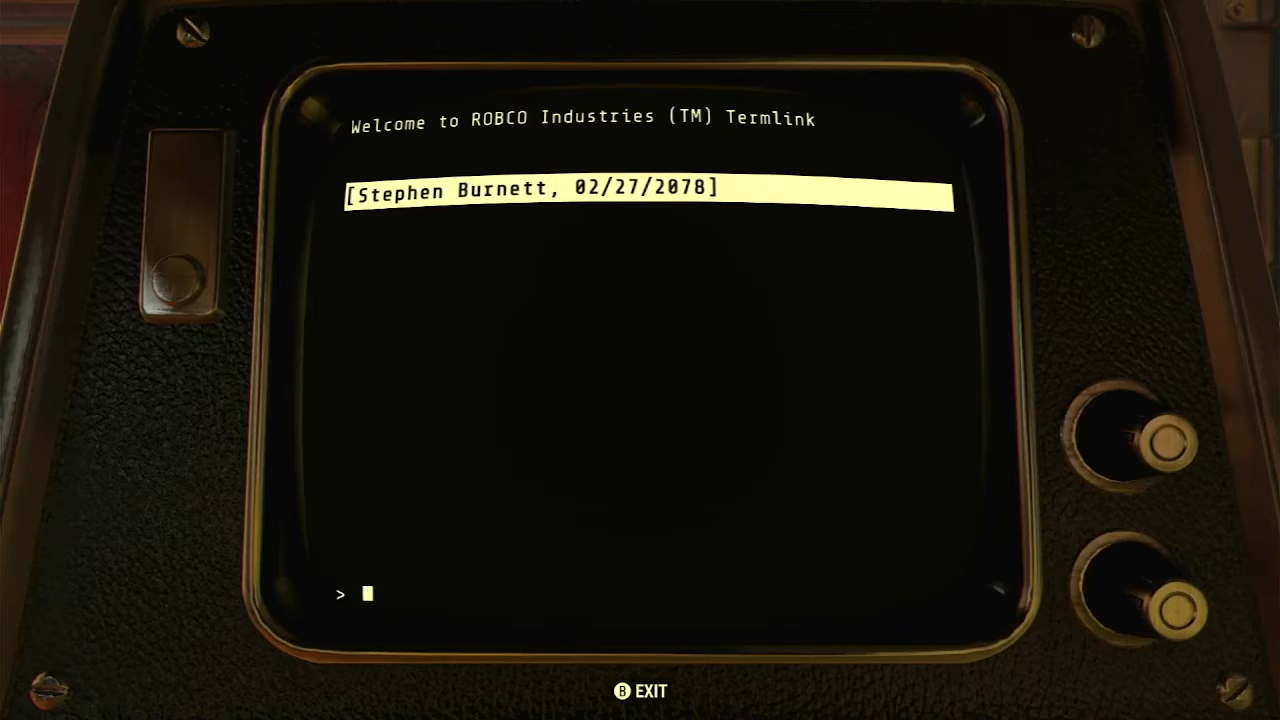 Welcome to ROBCO Industries (TM) Termlink
[Stephen Burnett, 02/27/2078]
>
B EXIT